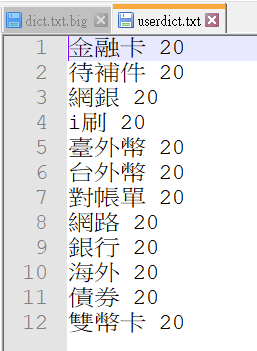 dict.txt.big userdict.txt
1 金融卡 20
2 待補件 20
3 網銀 20
4 i刷 20
5 臺外幣 20
6 台外幣 20
7 對帳單 20
8 網路 20
9 銀行 20
10 海外 20
11 債券 20
12 雙幣卡 20